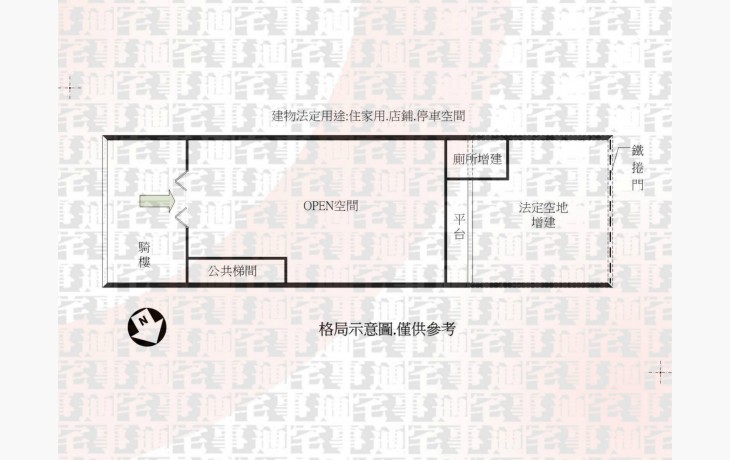 建物法定用途:住家用.店鋪.停車空間
廁所增建
鐵捲門
OPEN空間
平台
法定空地
增建
騎樓
公共梯間
N
格局示意圖.僅供參考